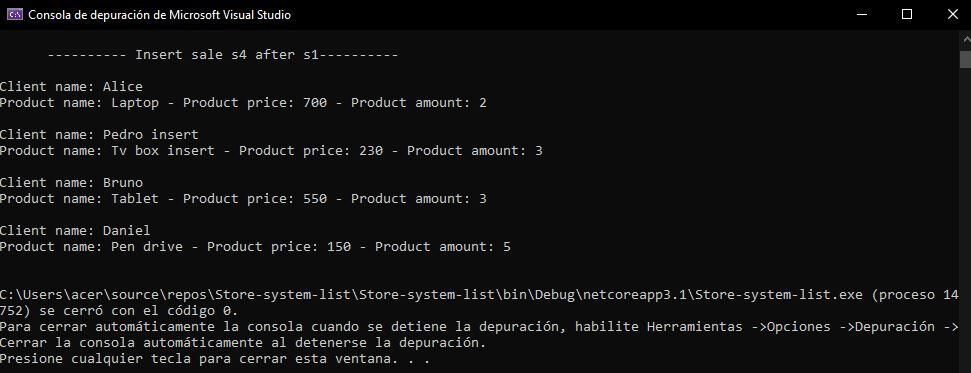 Consola de depuración de Microsoft Visual Studio
---------- Insert sale s4 after s1----------
Client name: Alice
Product name: Laptop - Product price: 700 - Product amount: 2
Client name: Pedro insert
Product name: Tv box insert - Product price: 230 - Product amount: 3
Client name: Bruno
Product name: Tablet - Product price: 550 - Product amount: 3
Client name: Daniel
Product name: Pen drive - Product price: 150 - Product amount: 5
C:\Users\acer\source\repos\Store-system-list\Store-system-list\bin\Debug\netcoreapp3.1\Store-system-list.exe (proceso 14
752) se cerró con el código 0.
Para cerrar automáticamente la consola cuando se detiene la depuración, habilite Herramientas ->Opciones ->Depuración ->
Cerrar la consola automáticamente al detenerse la depuración.
Presione cualquier tecla para cerrar esta ventana. . .